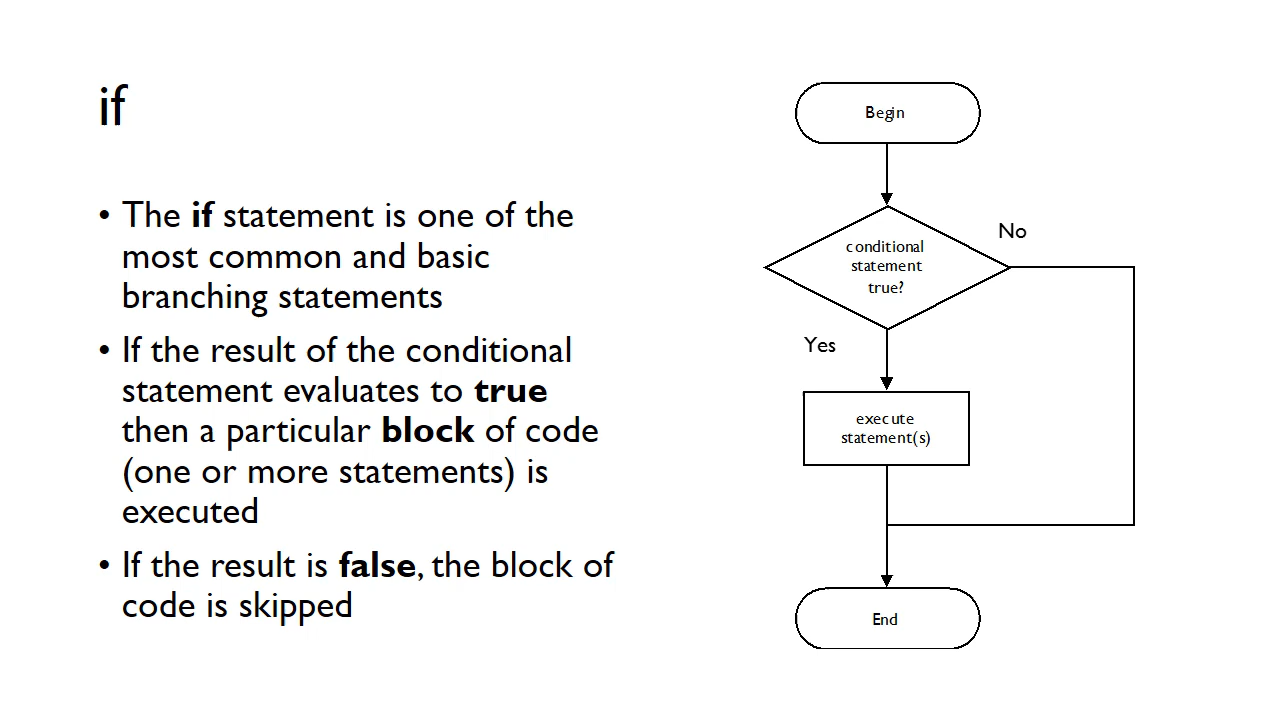 if
• The if statement is one of the
most common and basic
branching statements
• If the result of the conditional
statement evaluates to true
then a particular block of code
(one or more statements) is
executed
• If the result is false, the block of
code is skipped
Begin
conditional
statement
true?
No
Yes
execute
statement(s)
End